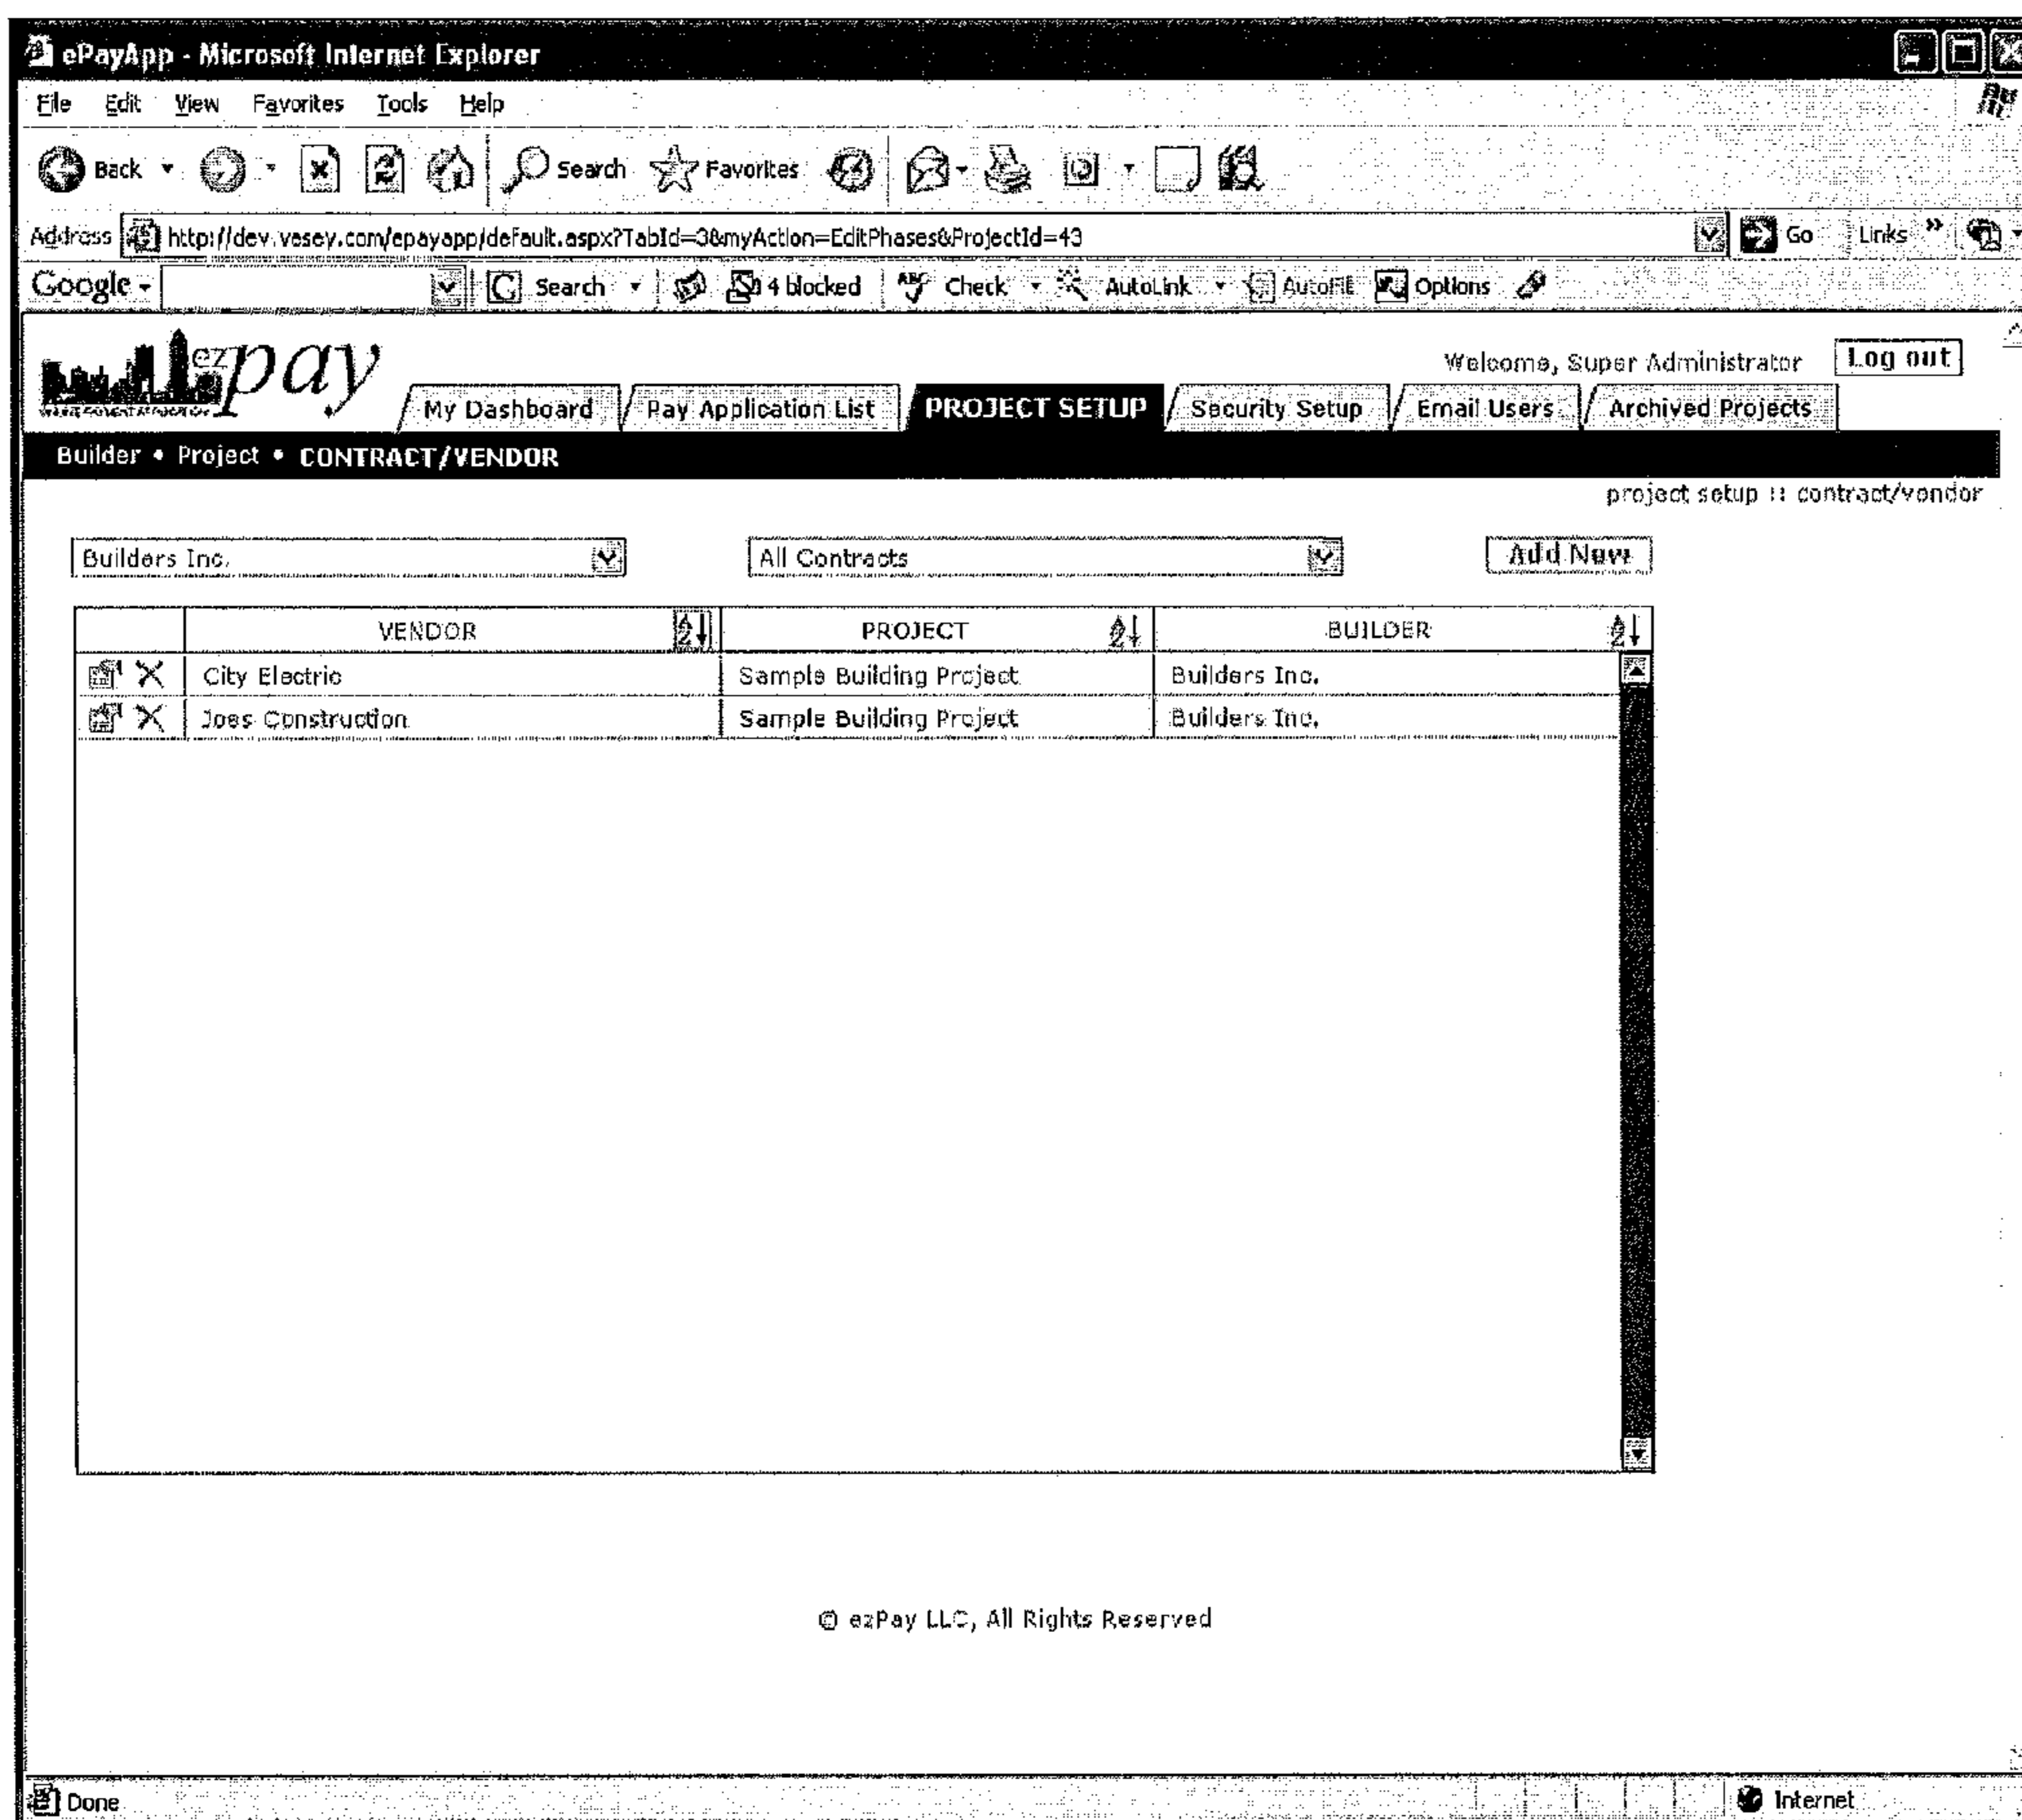 ePayApp - Microsoft Internet Explorer
File Edit View Favorites Tools Help
Back Search Favorites
Address http://dev.vesey.com/epayapp/default.aspx?TabId=3&myAction=EditPhases&ProjectId=43 Go Links »
Google Search 4 blocked Check AutoLink AutoFill Options
ez pay
Welcome, Super Administrator Log out
My Dashboard Pay Application List PROJECT SETUP Security Setup Email Users Archived Projects
Builder • Project • CONTRACT/VENDOR
project setup :: contract/vendor
Builders Inc. All Contracts Add New
VENDOR PROJECT BUILDER
City Electric Sample Building Project Builders Inc.
Joes Construction Sample Building Project Builders Inc.
© ezPay LLC, All Rights Reserved
Done Internet